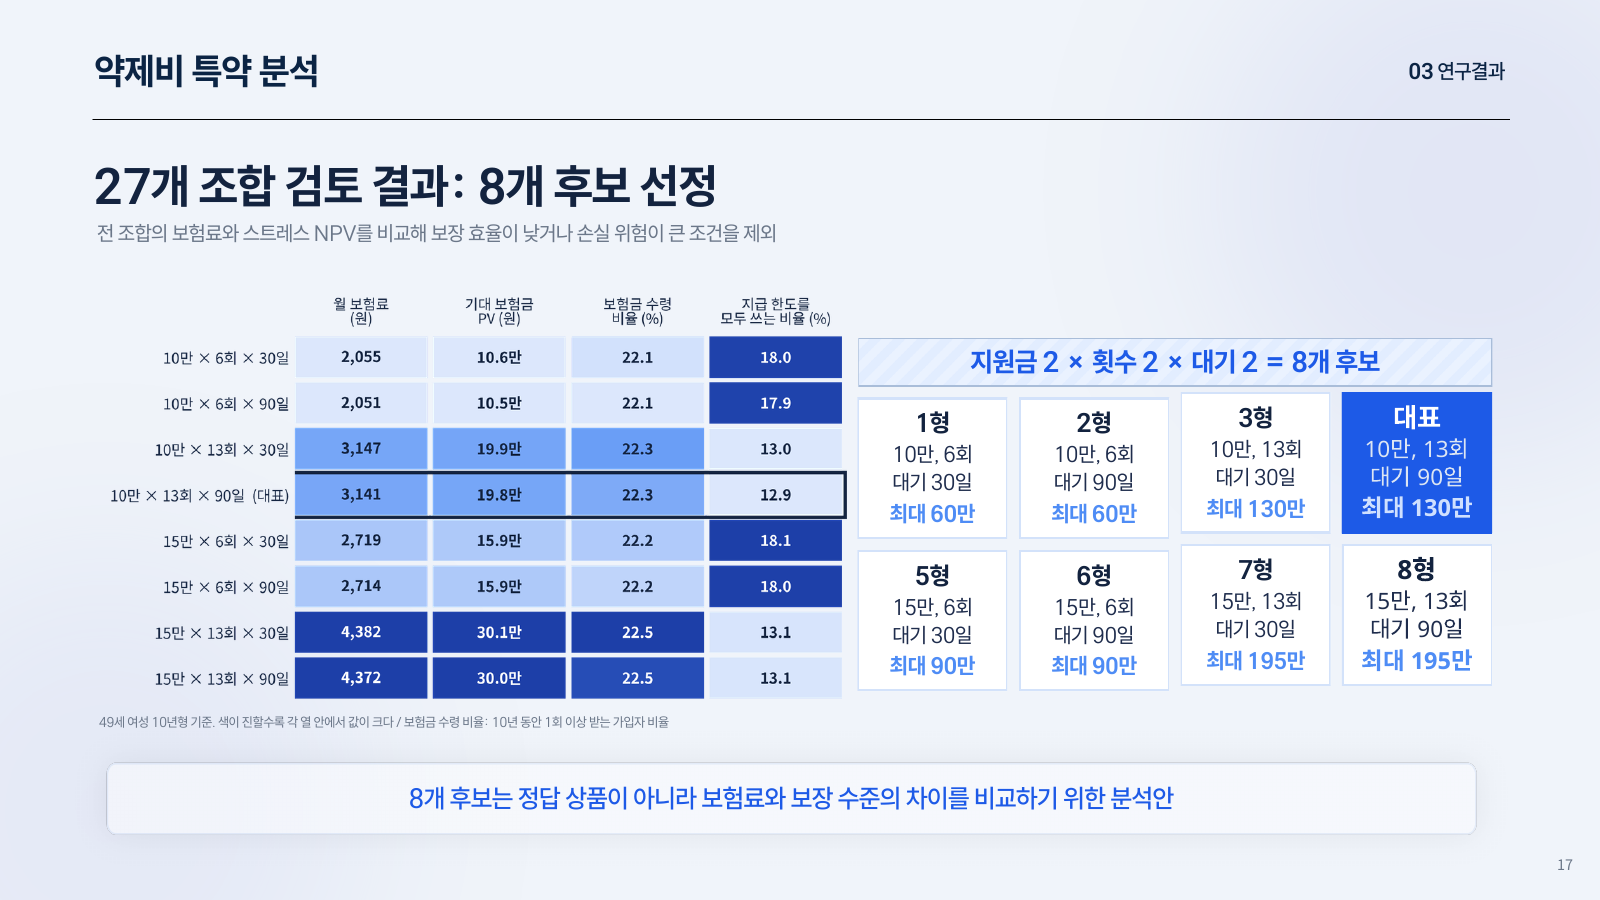 약제비 특약 분석
03 연구결과
27개 조합 검토 결과: 8개 후보 선정
전 조합의 보험료와 스트레스 NPV를 비교해 보장 효율이 낮거나 손실 위험이 큰 조건을 제외
월 보험료
(원)
기대 보험금
PV (원)
보험금 수령
비율 (%)
지급 한도를
모두 쓰는 비율 (%)
10만 × 6회 × 30일 2,055 10.6만 22.1 18.0
10만 × 6회 × 90일 2,051 10.5만 22.1 17.9
10만 × 13회 × 30일 3,147 19.9만 22.3 13.0
10만 × 13회 × 90일 (대표) 3,141 19.8만 22.3 12.9
15만 × 6회 × 30일 2,719 15.9만 22.2 18.1
15만 × 6회 × 90일 2,714 15.9만 22.2 18.0
15만 × 13회 × 30일 4,382 30.1만 22.5 13.1
15만 × 13회 × 90일 4,372 30.0만 22.5 13.1
49세 여성 10년형 기준. 색이 진할수록 각 열 안에서 값이 크다 / 보험금 수령 비율: 10년 동안 1회 이상 받는 가입자 비율
지원금 2 × 횟수 2 × 대기 2 = 8개 후보
1형
10만, 6회
대기 30일
최대 60만
2형
10만, 6회
대기 90일
최대 60만
3형
10만, 13회
대기 30일
최대 130만
대표
10만, 13회
대기 90일
최대 130만
5형
15만, 6회
대기 30일
최대 90만
6형
15만, 6회
대기 90일
최대 90만
7형
15만, 13회
대기 30일
최대 195만
8형
15만, 13회
대기 90일
최대 195만
8개 후보는 정답 상품이 아니라 보험료와 보장 수준의 차이를 비교하기 위한 분석안
17